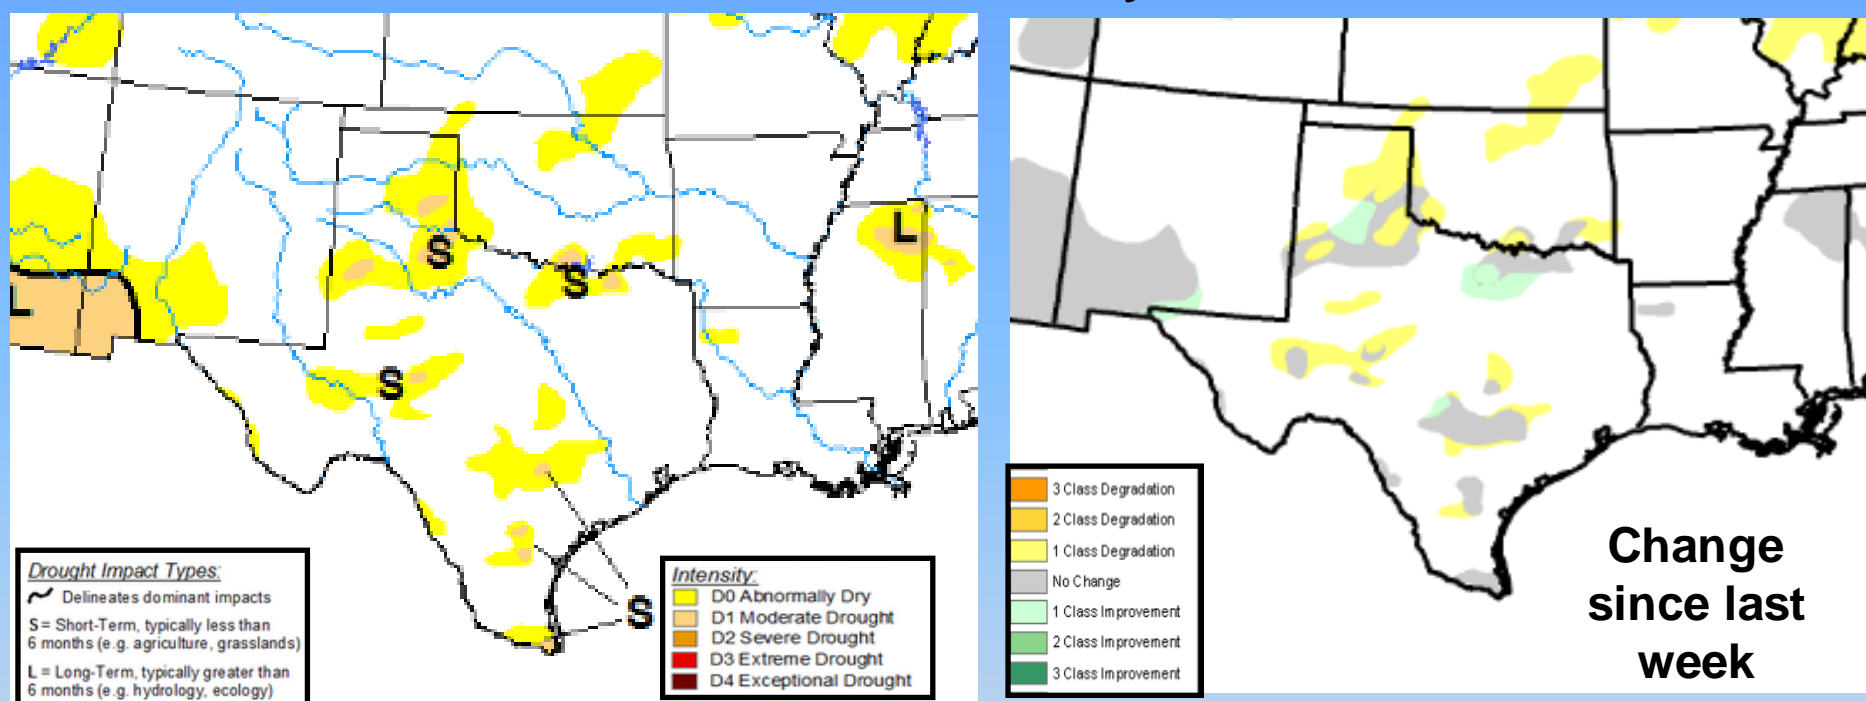 L
S
S
S
L
S
Drought Impact Types:
Delineates dominant impacts
S = Short-Term, typically less than
6 months (e.g. agriculture, grasslands)
L = Long-Term, typically greater than
6 months (e.g. hydrology, ecology)
Intensity:
D0 Abnormally Dry
D1 Moderate Drought
D2 Severe Drought
D3 Extreme Drought
D4 Exceptional Drought
3 Class Degradation
2 Class Degradation
1 Class Degradation
No Change
1 Class Improvement
2 Class Improvement
3 Class Improvement
Change
since last
week